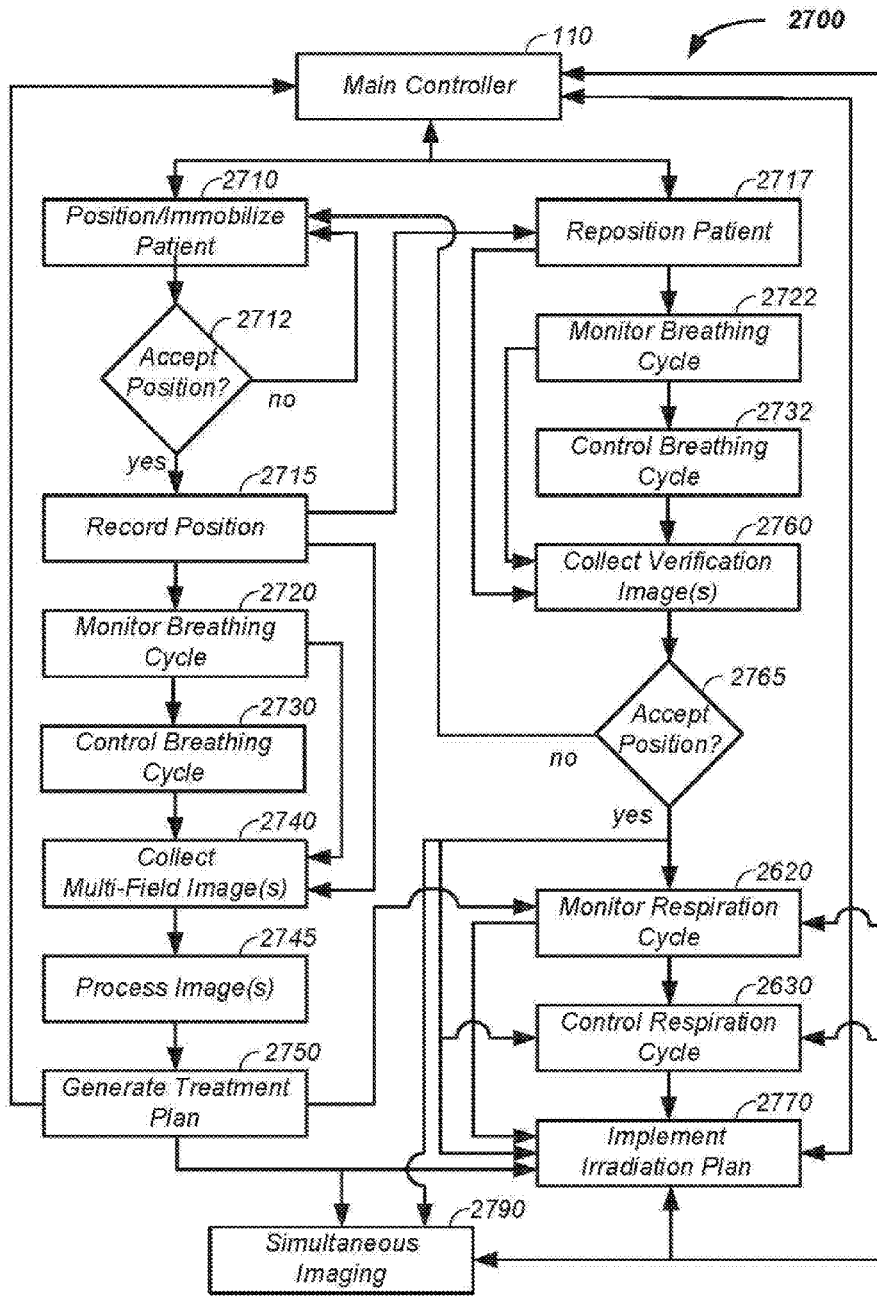 2700
110
Main Controller
2710
Position/Immobilize
Patient
2712
Accept
Position?
no
yes
2715
Record Position
2720
Monitor Breathing
Cycle
2730
Control Breathing
Cycle
2740
Collect
Multi-Field Image(s)
2745
Process Image(s)
2750
Generate Treatment
Plan
2717
Reposition Patient
2722
Monitor Breathing
Cycle
2732
Control Breathing
Cycle
2760
Collect Verification
Image(s)
2765
Accept
Position?
no
yes
2620
Monitor Respiration
Cycle
2630
Control Respiration
Cycle
2770
Implement
Irradiation Plan
2790
Simultaneous
Imaging